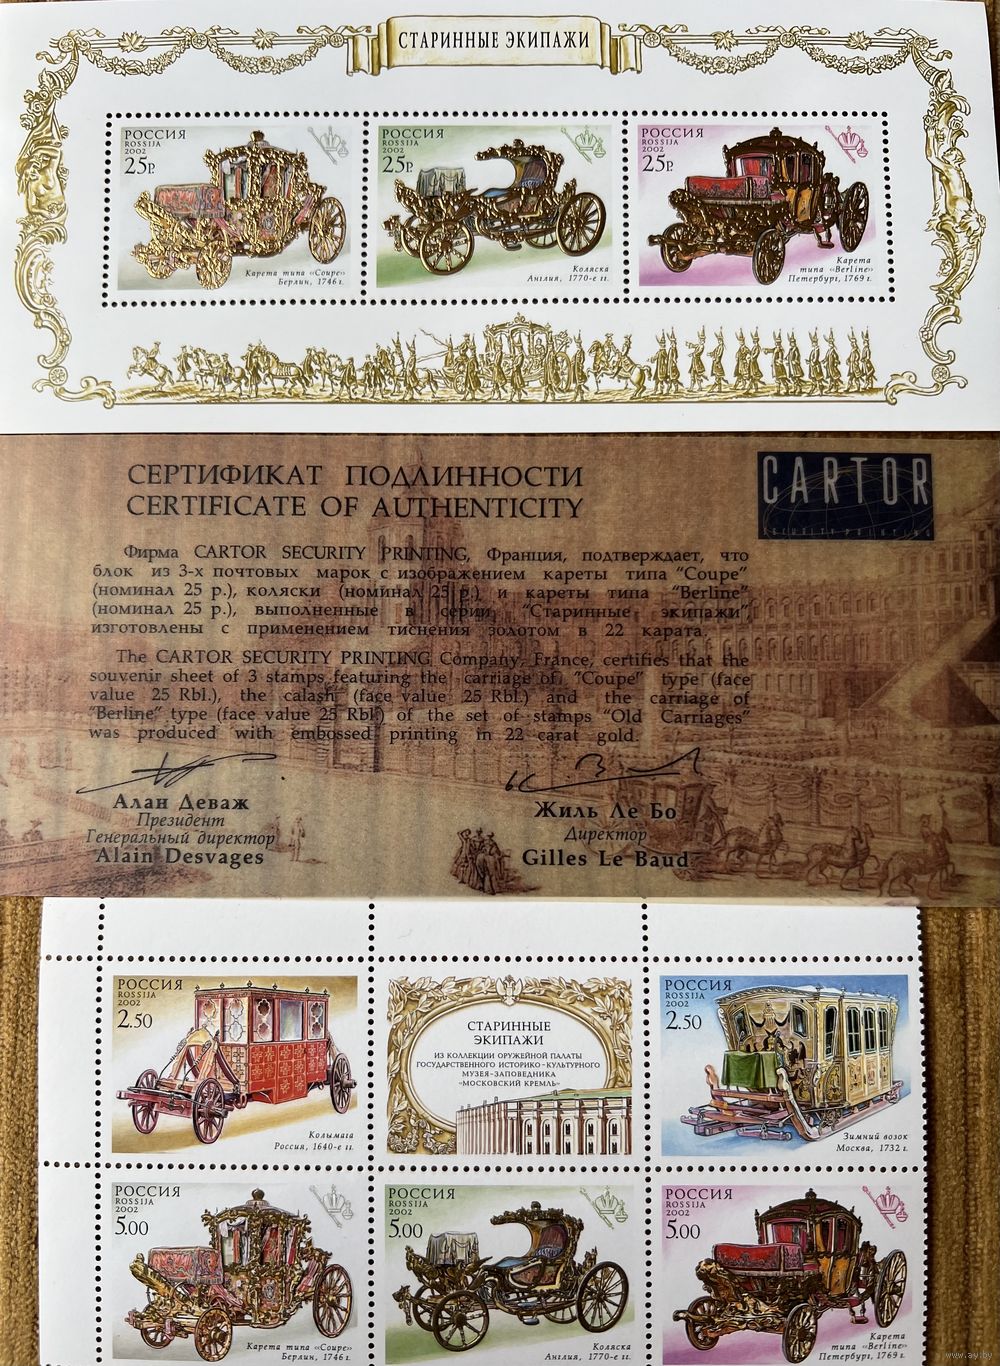 СТАРИННЫЕ ЭКИПАЖИ
РОССИЯ
ROSSIJA
2002
25Р.
Карета типа «Coupe»
Берлин, 1746 г.
РОССИЯ
ROSSIJA
2002
25Р.
Коляска
Англия, 1770-е гг.
РОССИЯ
ROSSIJA
2002
25Р.
Карета
типа «Berline»
Петербург, 1769 г.
СЕРТИФИКАТ ПОДЛИННОСТИ
CERTIFICATE OF AUTHENTICITY
CARTOR
SECURITY PRINTING
Фирма CARTOR SECURITY PRINTING, Франция, подтверждает, что
блок из 3-х почтовых марок с изображением кареты типа "Coupe"
(номинал 25 р.), коляски (номинал 25 р.) и кареты типа "Berline"
(номинал 25 р.), выполненные в серии "Старинные экипажи",
изготовлены с применением тиснения золотом в 22 карата.
The CARTOR SECURITY PRINTING Company, France, certifies that the
souvenir sheet of 3 stamps featuring the carriage of "Coupe" type (face
value 25 Rbl.), the calash (face value 25 Rbl.) and the carriage of
"Berline" type (face value 25 Rbl.) of the set of stamps "Old Carriages"
was produced with embossed printing in 22 carat gold.
Алан Деваж
Президент
Генеральный директор
Alain Desvages
Жиль Ле Бо
Директор
Gilles Le Baud
РОССИЯ
ROSSIJA
2002
2.50
Колымага
Россия, 1640-е гг.
СТАРИННЫЕ
ЭКИПАЖИ
ИЗ КОЛЛЕКЦИИ ОРУЖЕЙНОЙ ПАЛАТЫ
ГОСУДАРСТВЕННОГО ИСТОРИКО-КУЛЬТУРНОГО
МУЗЕЯ-ЗАПОВЕДНИКА
«МОСКОВСКИЙ КРЕМЛЬ»
РОССИЯ
ROSSIJA
2002
2.50
Зимний возок
Москва, 1732 г.
РОССИЯ
ROSSIJA
2002
5.00
Карета типа «Coupe»
Берлин, 1746 г.
РОССИЯ
ROSSIJA
2002
5.00
Коляска
Англия, 1770-е гг.
РОССИЯ
ROSSIJA
2002
5.00
Карета
типа «Berline»
Петербург, 1769 г.
www.ay.by